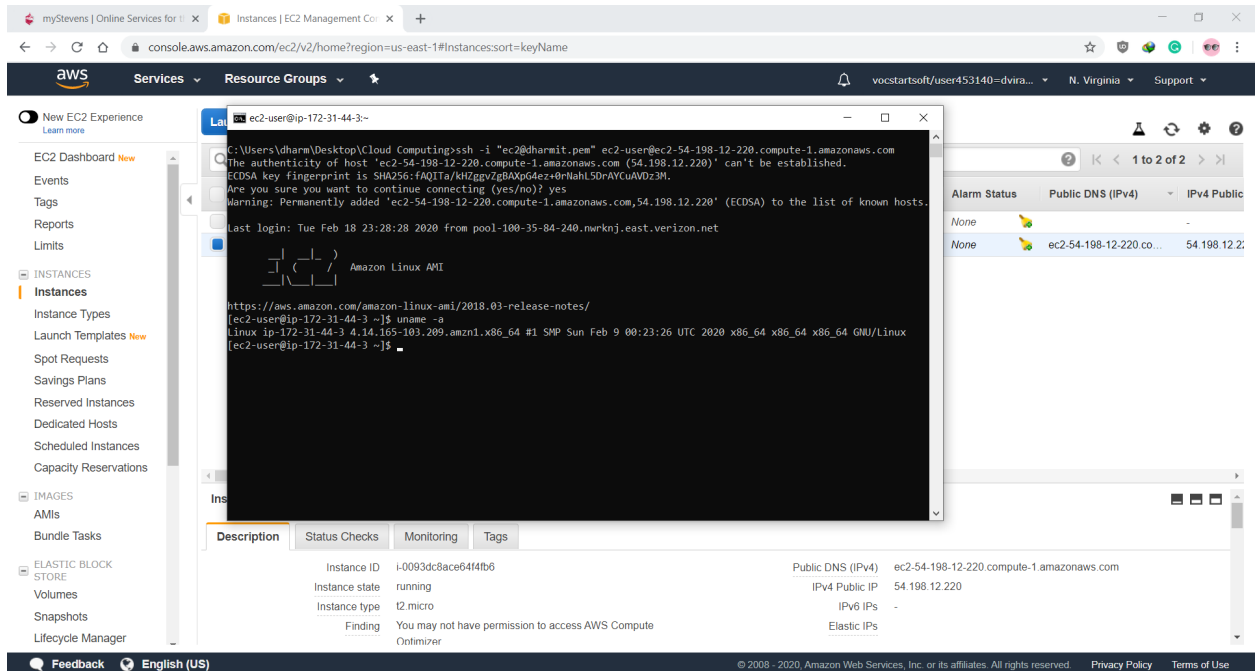 myStevens | Online Services for t
Instances | EC2 Management Con
console.aws.amazon.com/ec2/v2/home?region=us-east-1#Instances:sort=keyName
aws Services Resource Groups vocstartsoft/user453140=dvira... N. Virginia Support
New EC2 Experience
Learn more
EC2 Dashboard New
Events
Tags
Reports
Limits
INSTANCES
Instances
Instance Types
Launch Templates New
Spot Requests
Savings Plans
Reserved Instances
Dedicated Hosts
Scheduled Instances
Capacity Reservations
IMAGES
AMIs
Bundle Tasks
ELASTIC BLOCK
STORE
Volumes
Snapshots
Lifecycle Manager
Lau
ec2-user@ip-172-31-44-3:~
C:\Users\dharm\Desktop\Cloud Computing>ssh -i "ec2@dharmit.pem" ec2-user@ec2-54-198-12-220.compute-1.amazonaws.com
The authenticity of host 'ec2-54-198-12-220.compute-1.amazonaws.com (54.198.12.220)' can't be established.
ECDSA key fingerprint is SHA256:fAQITa/kHZggvZgBAXpG4ez+0rNahL5DrAYCuAVDz3M.
Are you sure you want to continue connecting (yes/no)? yes
Warning: Permanently added 'ec2-54-198-12-220.compute-1.amazonaws.com,54.198.12.220' (ECDSA) to the list of known hosts.
Last login: Tue Feb 18 23:28:28 2020 from pool-100-35-84-240.nwrknj.east.verizon.net
__| __|_ )
_| ( / Amazon Linux AMI
___|\___|___|
https://aws.amazon.com/amazon-linux-ami/2018.03-release-notes/
[ec2-user@ip-172-31-44-3 ~]$ uname -a
Linux ip-172-31-44-3 4.14.165-103.209.amzn1.x86_64 #1 SMP Sun Feb 9 00:23:26 UTC 2020 x86_64 x86_64 x86_64 GNU/Linux
[ec2-user@ip-172-31-44-3 ~]$
1 to 2 of 2
Alarm Status Public DNS (IPv4) IPv4 Public
None -
None ec2-54-198-12-220.co... 54.198.12.22
Ins
Description Status Checks Monitoring Tags
Instance ID i-0093dc8ace64f4fb6 Public DNS (IPv4) ec2-54-198-12-220.compute-1.amazonaws.com
Instance state running IPv4 Public IP 54.198.12.220
Instance type t2.micro IPv6 IPs -
Finding You may not have permission to access AWS Compute Elastic IPs
Optimizer
Feedback English (US) © 2008 - 2020, Amazon Web Services, Inc. or its affiliates. All rights reserved. Privacy Policy Terms of Use